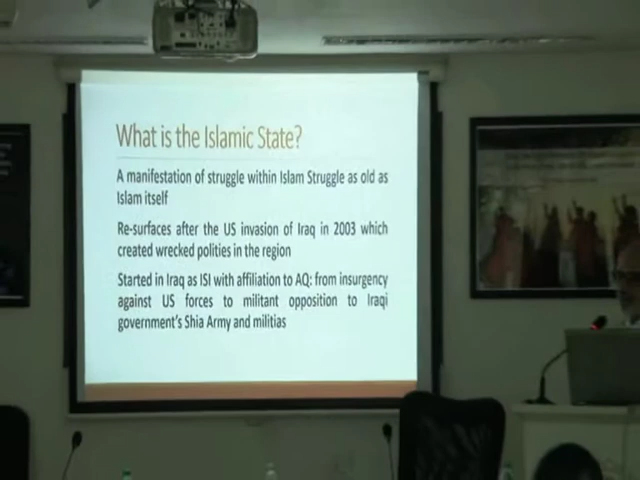 What is the Islamic State?
A manifestation of struggle within Islam Struggle as old as
Islam itself
Re-surfaces after the US invasion of Iraq in 2003 which
created wrecked polities in the region
Started in Iraq as ISI with affiliation to AQ: from insurgency
against US forces to militant opposition to Iraqi
government's Shia Army and militias